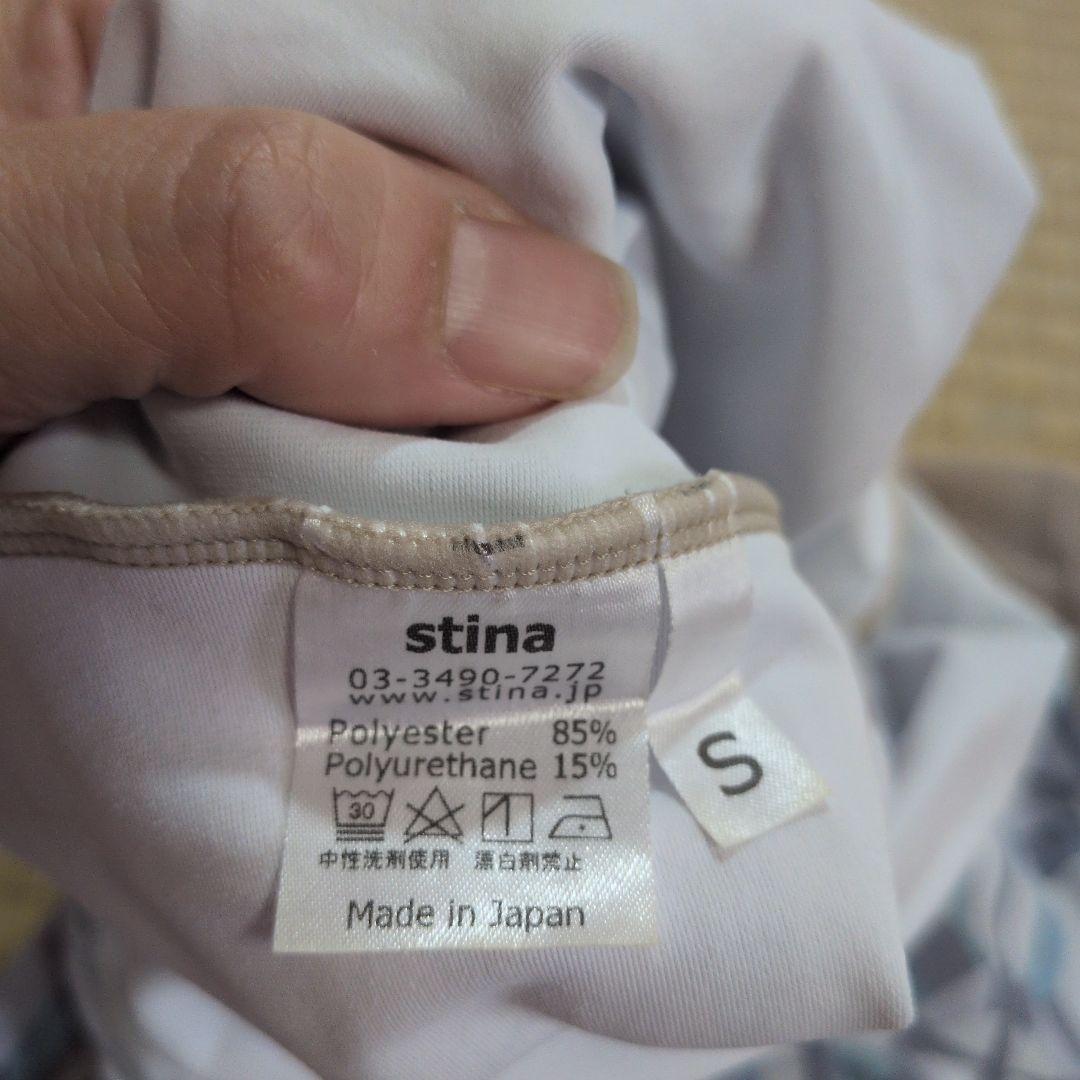 stina
03-3490-7272
www.stina.jp
Polyester 85%
Polyurethane 15%
30
中性洗剤使用 漂白剤禁止
Made in Japan
S